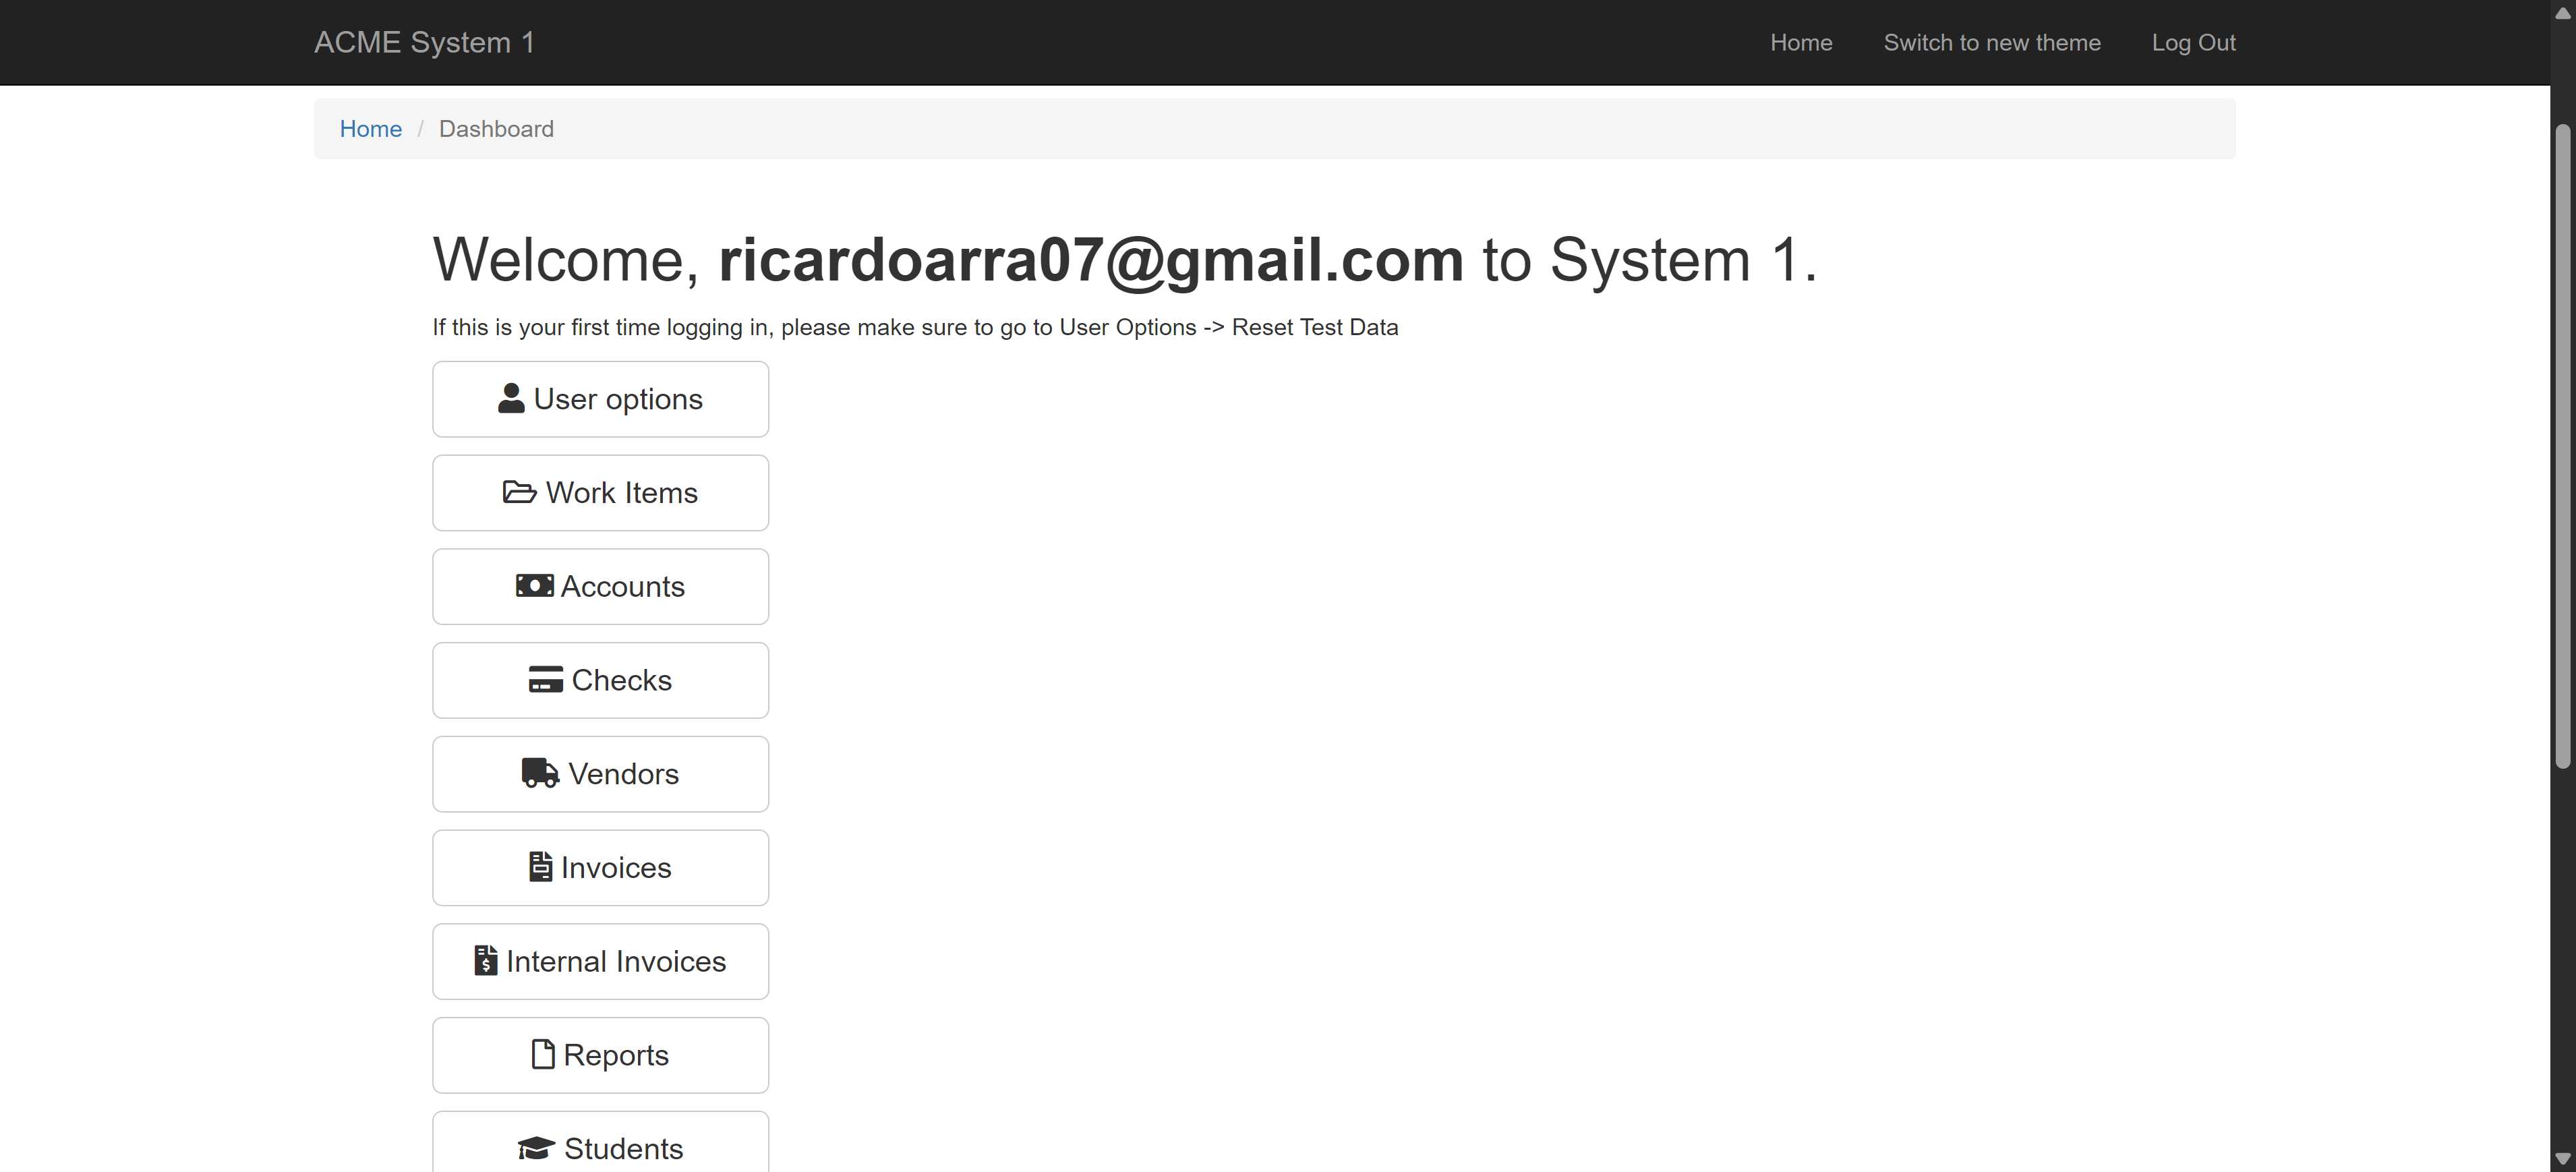 ACME System 1
Home
Switch to new theme
Log Out
Home / Dashboard
Welcome, ricardoarra07@gmail.com to System 1.
If this is your first time logging in, please make sure to go to User Options -> Reset Test Data
User options
Work Items
Accounts
Checks
Vendors
Invoices
Internal Invoices
Reports
Students